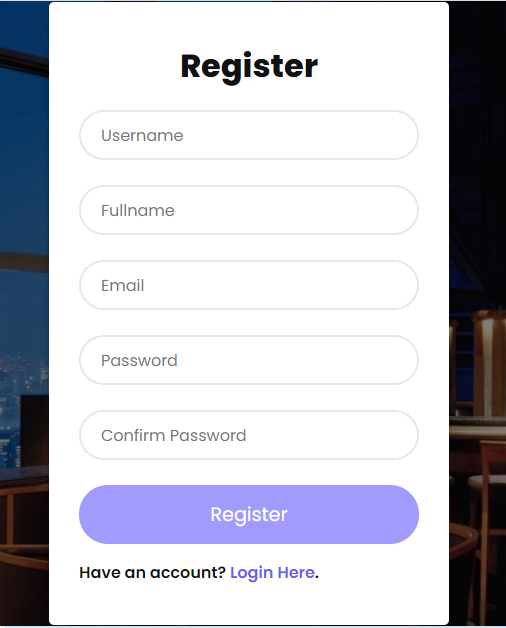 Register
Username
Fullname
Email
Password
Confirm Password
Register
Have an account? Login Here.